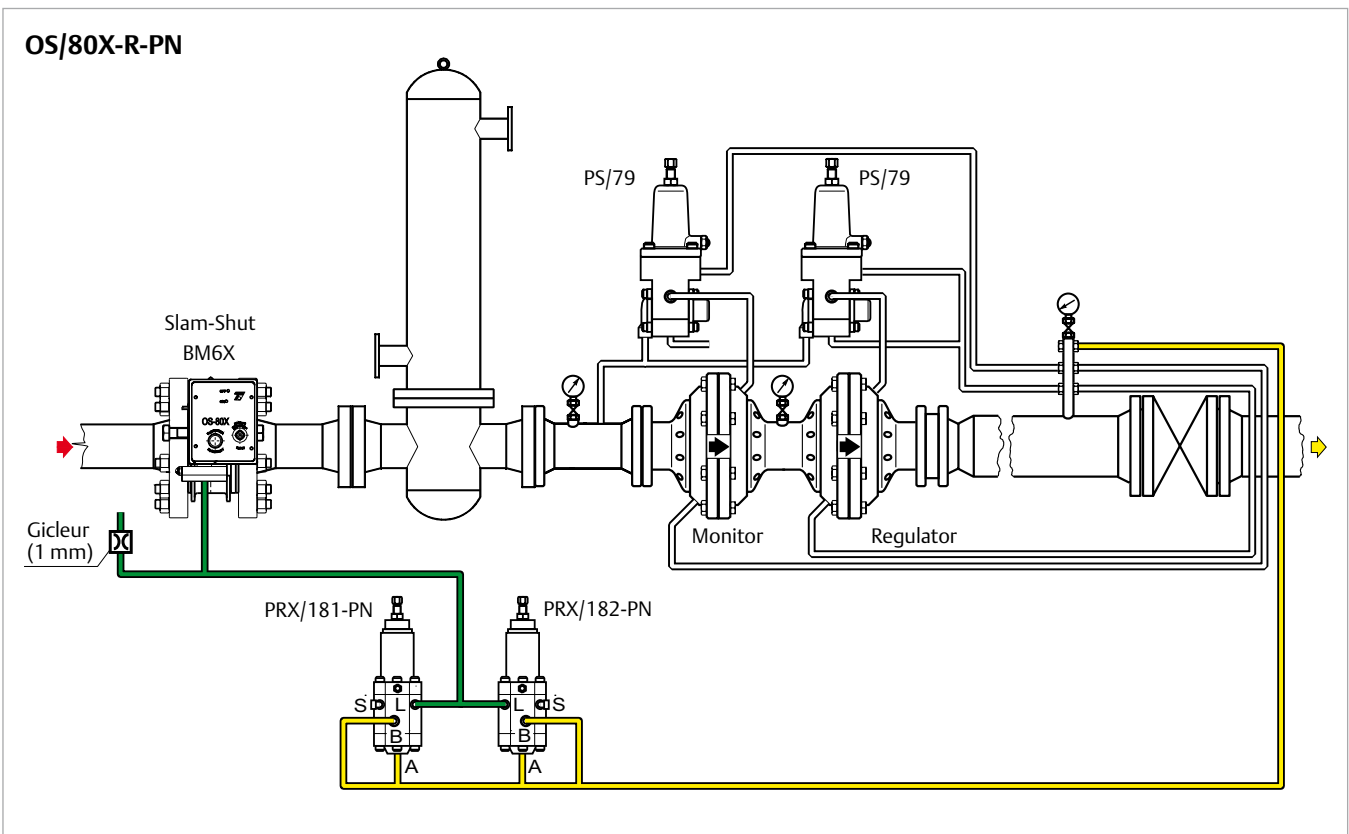 OS/80X-R-PN
PS/79
PS/79
Slam-Shut
BM6X
OS-80X
Gicleur
(1 mm)
Monitor
Regulator
PRX/181-PN
PRX/182-PN
S
L
L
S
B
B
A
A